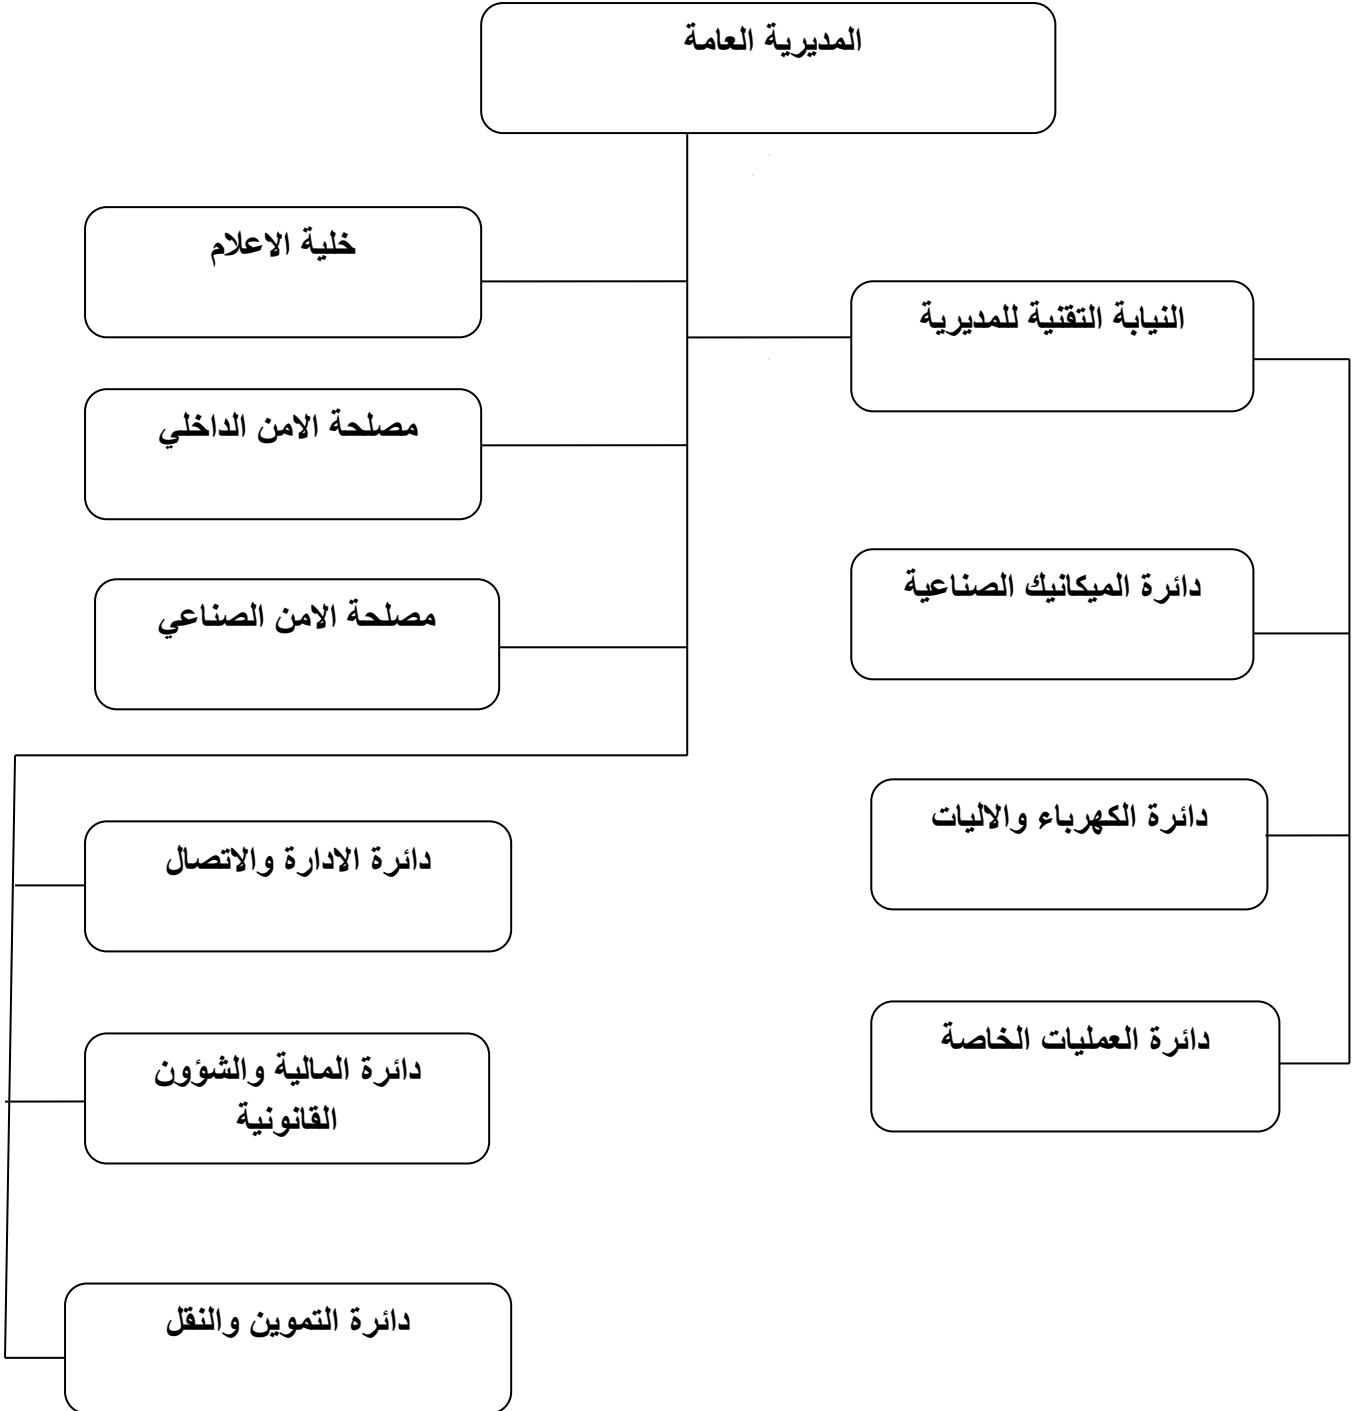 المديرية العامة
خلية الاعلام
النيابة التقنية للمديرية
مصلحة الامن الداخلي
دائرة الميكانيك الصناعية
مصلحة الامن الصناعي
دائرة الكهرباء والاليات
دائرة الادارة والاتصال
دائرة العمليات الخاصة
دائرة المالية والشؤون
القانونية
دائرة التموين والنقل